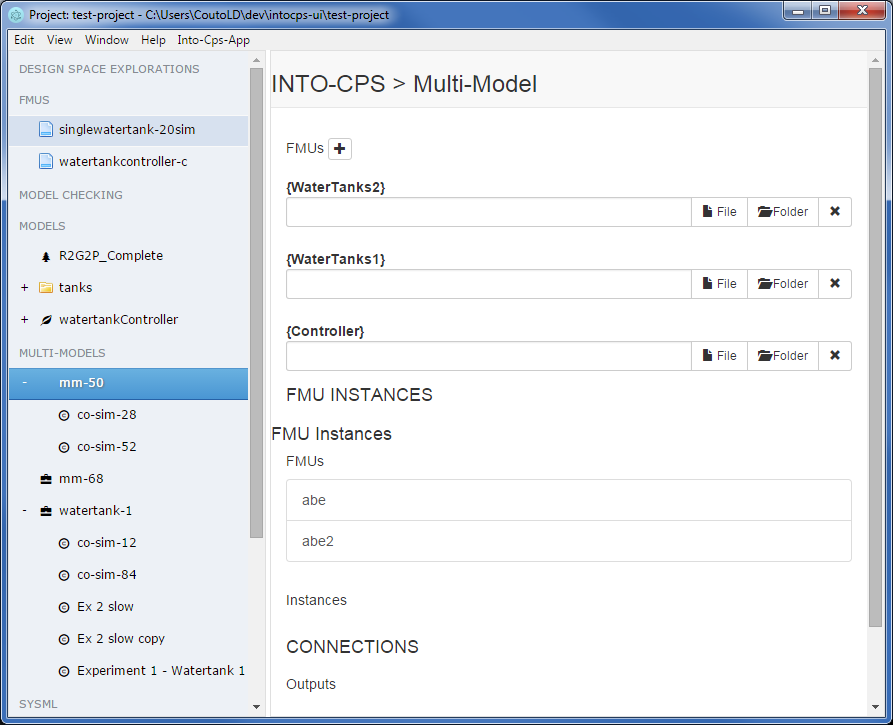 Project: test-project - C:\Users\CoutoLD\dev\intocps-ui\test-project
Edit View Window Help Into-Cps-App
DESIGN SPACE EXPLORATIONS
FMUS
singlewatertank-20sim
watertankcontroller-c
MODEL CHECKING
MODELS
R2G2P_Complete
+ tanks
+ watertankController
MULTI-MODELS
- mm-50
co-sim-28
co-sim-52
mm-68
- watertank-1
co-sim-12
co-sim-84
Ex 2 slow
Ex 2 slow copy
Experiment 1 - Watertank 1
SYSML
INTO-CPS > Multi-Model
FMUs
{WaterTanks2}
File Folder
{WaterTanks1}
File Folder
{Controller}
File Folder
FMU INSTANCES
FMU Instances
FMUs
abe
abe2
Instances
CONNECTIONS
Outputs